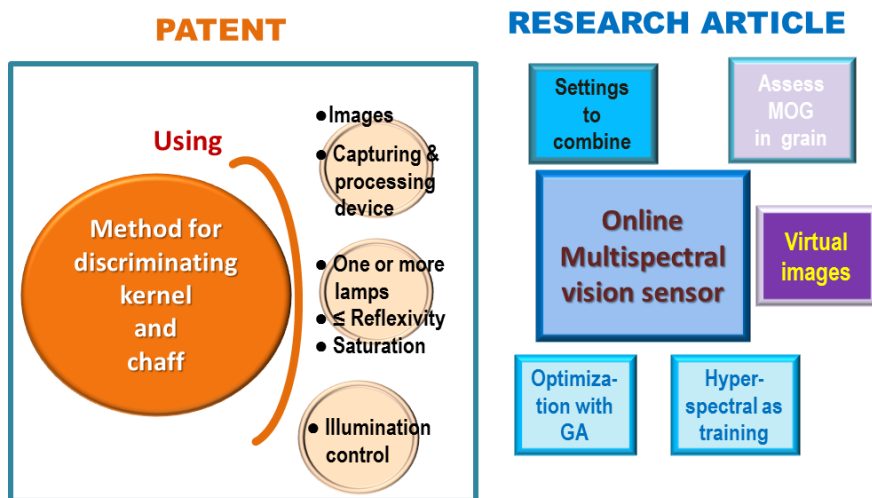 PATENT
Using
Method for
discriminating
kernel
and
chaff
● Images
● Capturing &
processing
device
● One or more
lamps
● ≤ Reflexivity
● Saturation
● Illumination
control
RESEARCH ARTICLE
Settings
to
combine
Assess
MOG
in grain
Online
Multispectral
vision sensor
Virtual
images
Optimiza-
tion with
GA
Hyper-
spectral as
training